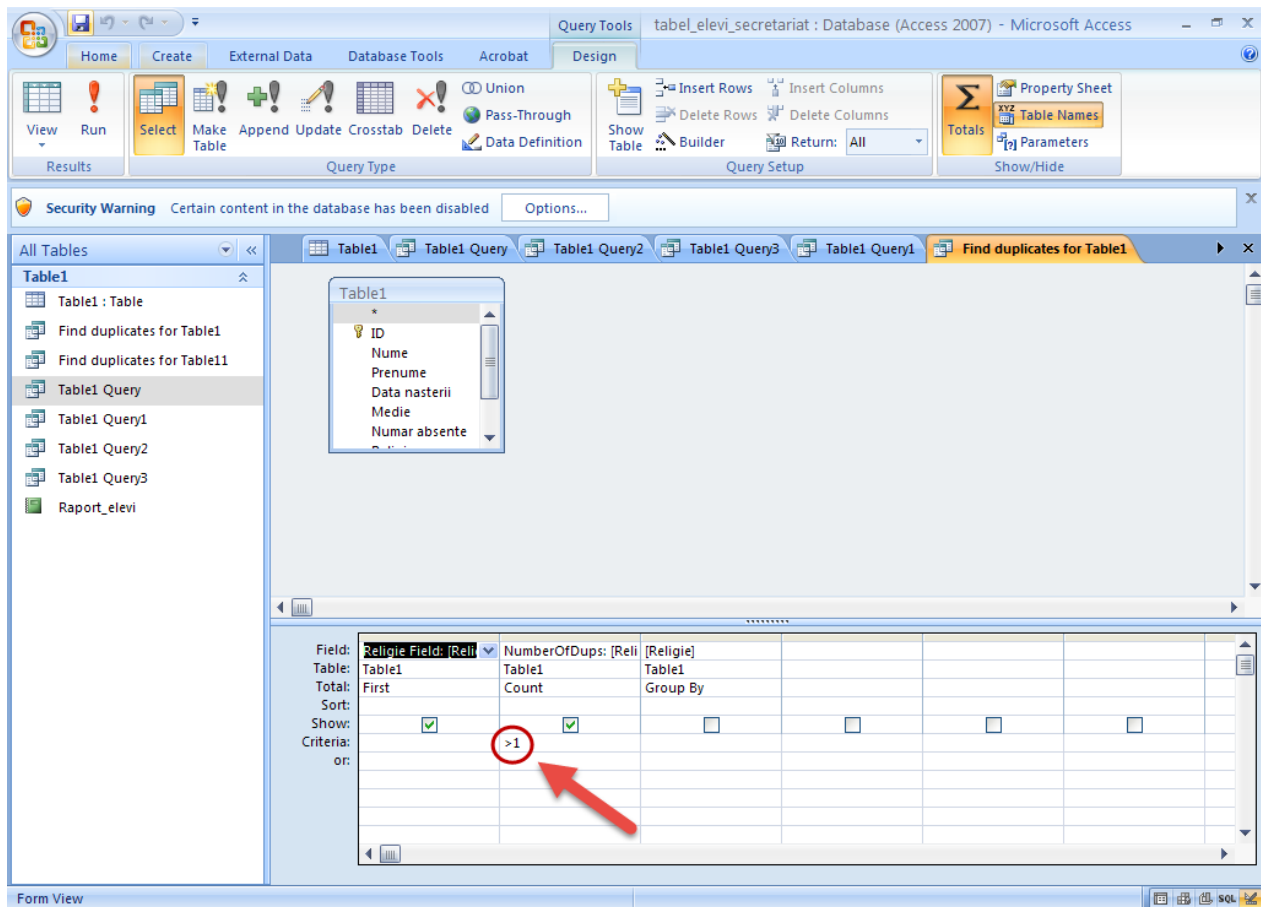 Query Tools
tabel_elevi_secretariat : Database (Access 2007) - Microsoft Access
Home Create External Data Database Tools Acrobat Design
View
Run
Select
Make Table
Append
Update
Crosstab
Delete
Union
Pass-Through
Data Definition
Show Table
Insert Rows
Delete Rows
Builder
Insert Columns
Delete Columns
Return: All
Totals
Property Sheet
Table Names
Parameters
Results Query Type Query Setup Show/Hide
Security Warning Certain content in the database has been disabled Options...
All Tables
Table1 Table1 Query Table1 Query2 Table1 Query3 Table1 Query1 Find duplicates for Table1
Table1
Table1 : Table
Find duplicates for Table1
Find duplicates for Table11
Table1 Query
Table1 Query1
Table1 Query2
Table1 Query3
Raport_elevi
Table1
*
ID
Nume
Prenume
Data nasterii
Medie
Numar absente
Field: Religie Field: [Reli NumberOfDups: [Reli [Religie]
Table: Table1 Table1 Table1
Total: First Count Group By
Sort:
Show:
Criteria: >1
or:
Form View
SQL